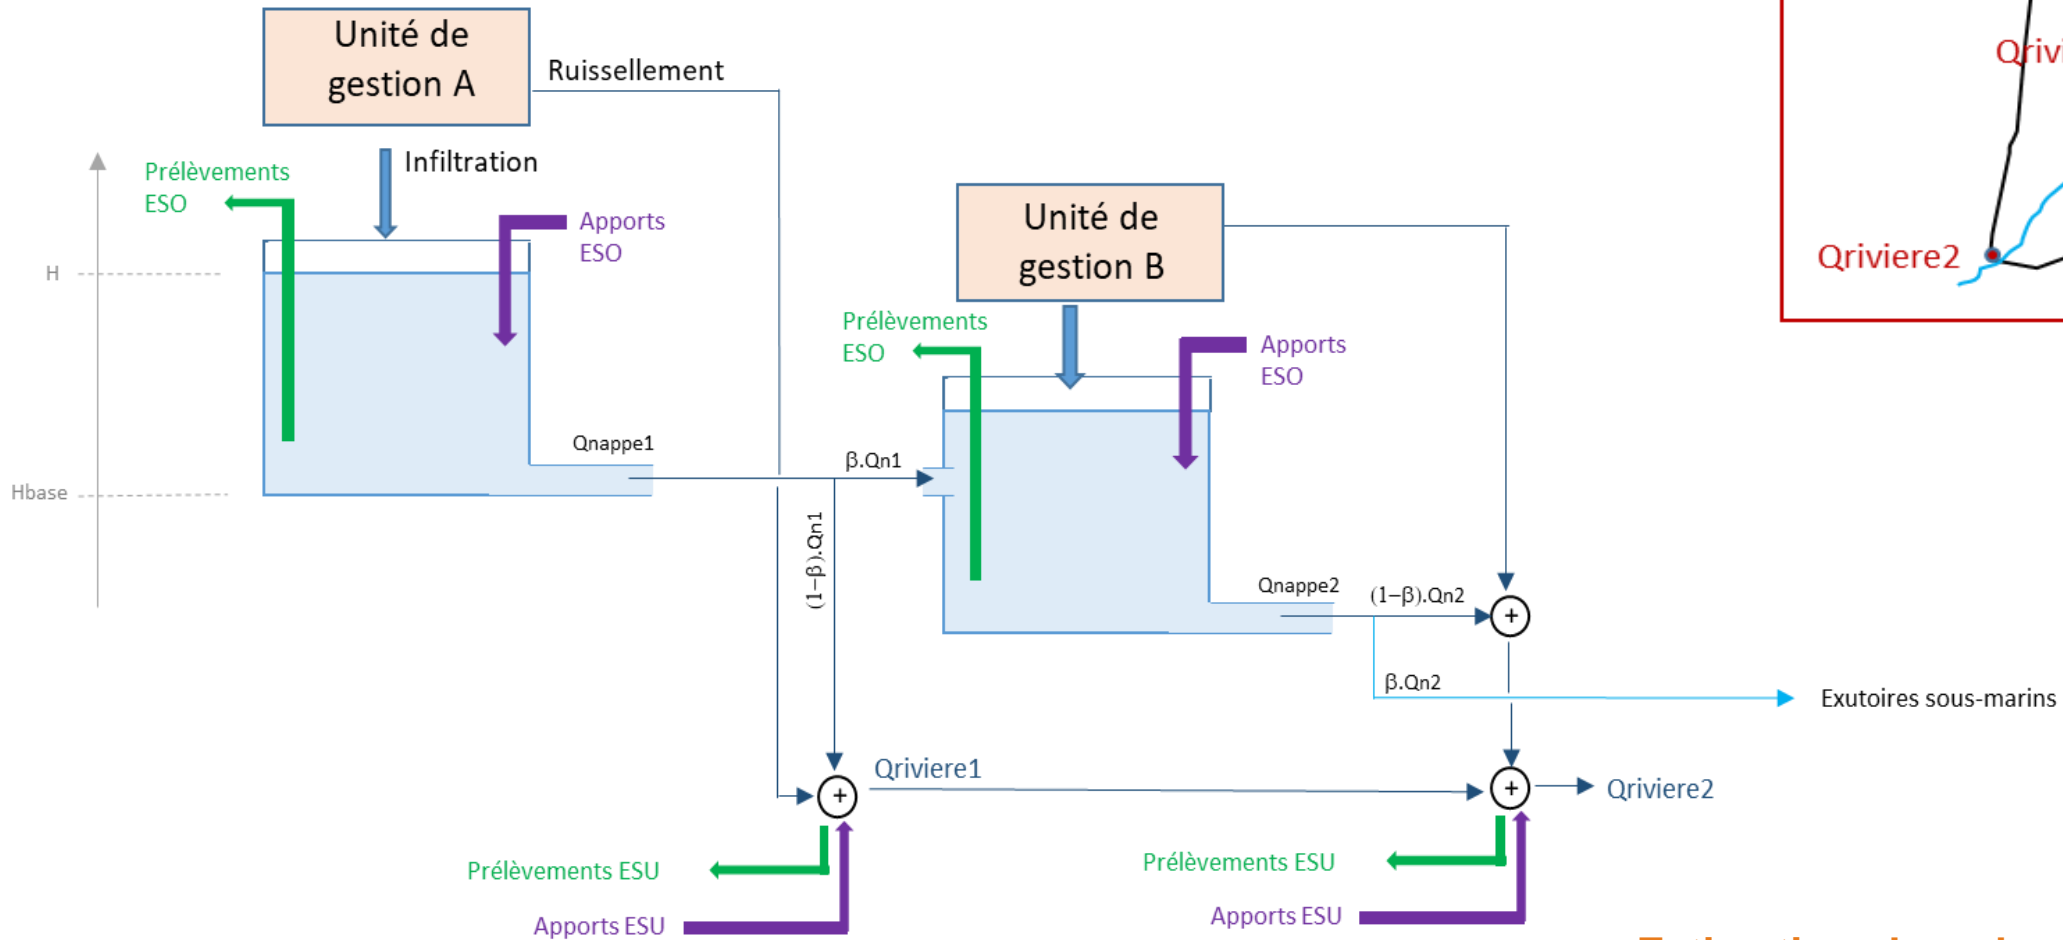 Unité de
gestion A
Ruissellement
Infiltration
Prélèvements
ESO
Apports
ESO
H
Hbase
Qnappe1
β.Qn1
(1−β).Qn1
Unité de
gestion B
Prélèvements
ESO
Apports
ESO
Qnappe2
(1−β).Qn2
+
β.Qn2
Exutoires sous-marins
+
Qriviere1
+
Qriviere2
Prélèvements ESU
Apports ESU
Prélèvements ESU
Apports ESU
Qriviere2